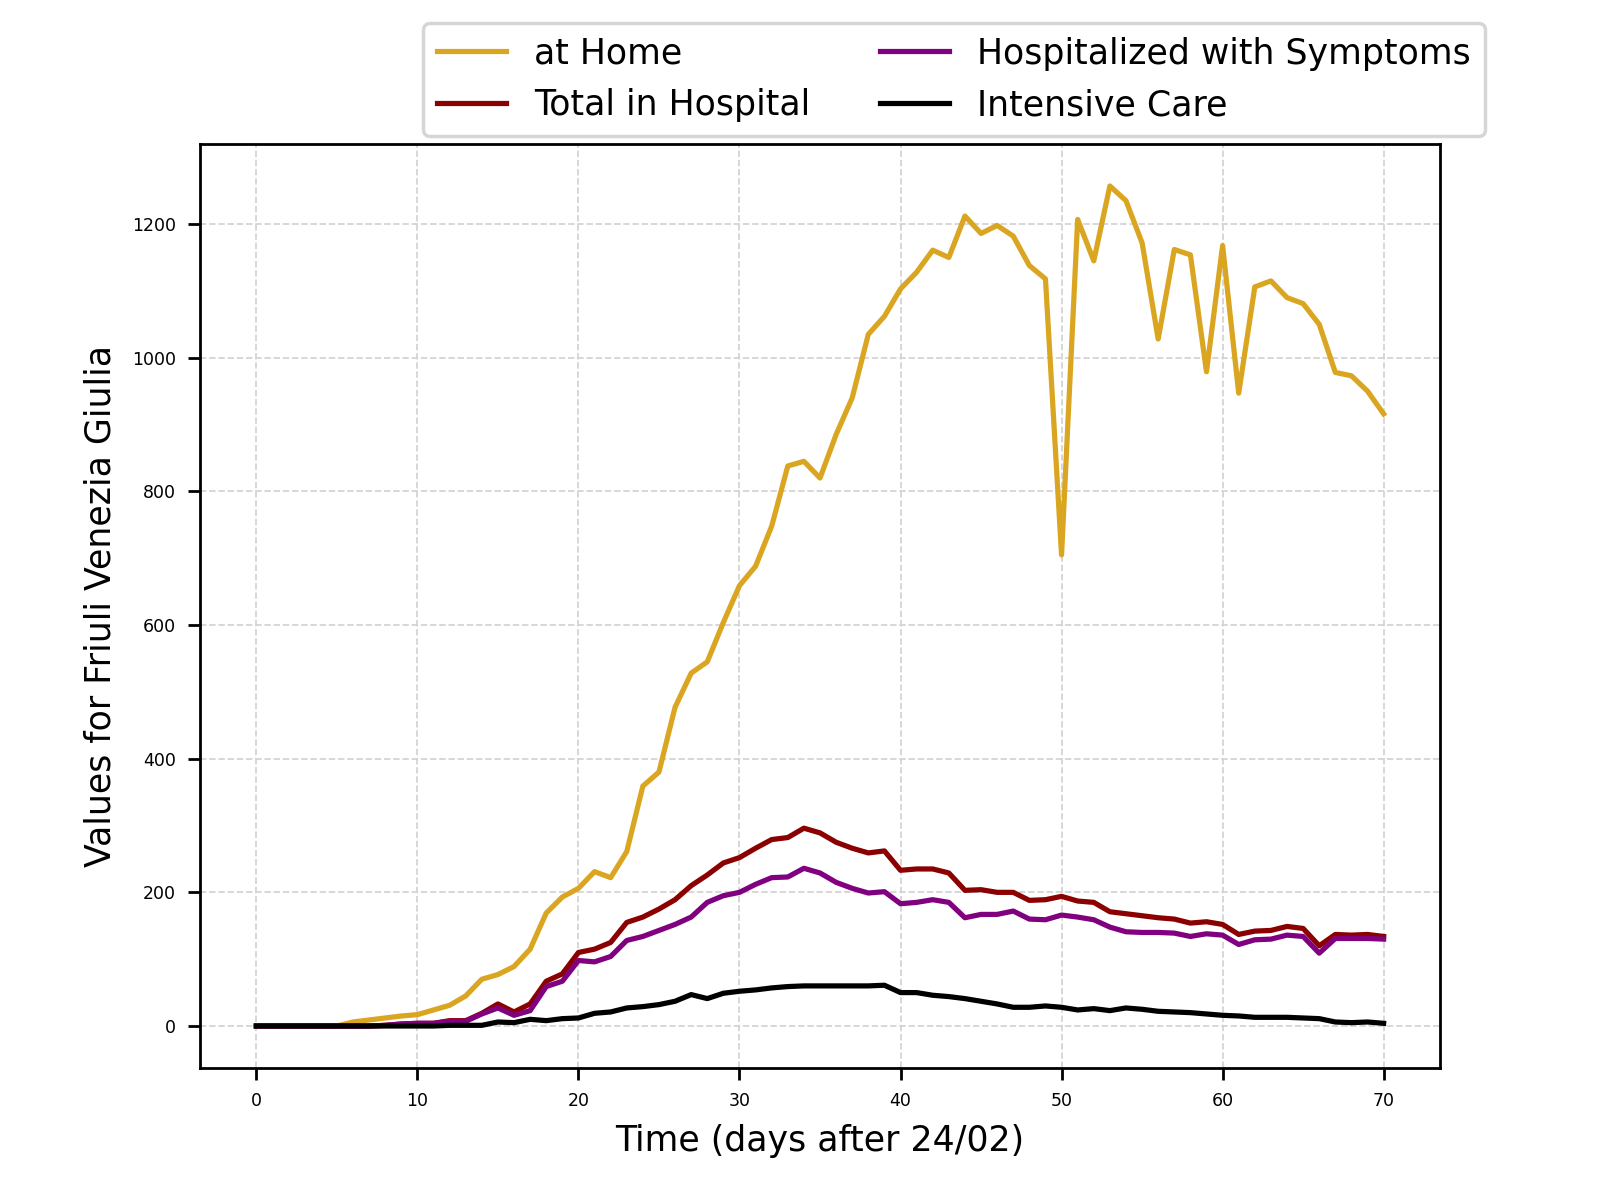 at Home
Total in Hospital
Hospitalized with Symptoms
Intensive Care
Values for Friuli Venezia Giulia
1200
1000
800
600
400
200
0
0 10 20 30 40 50 60 70
Time (days after 24/02)